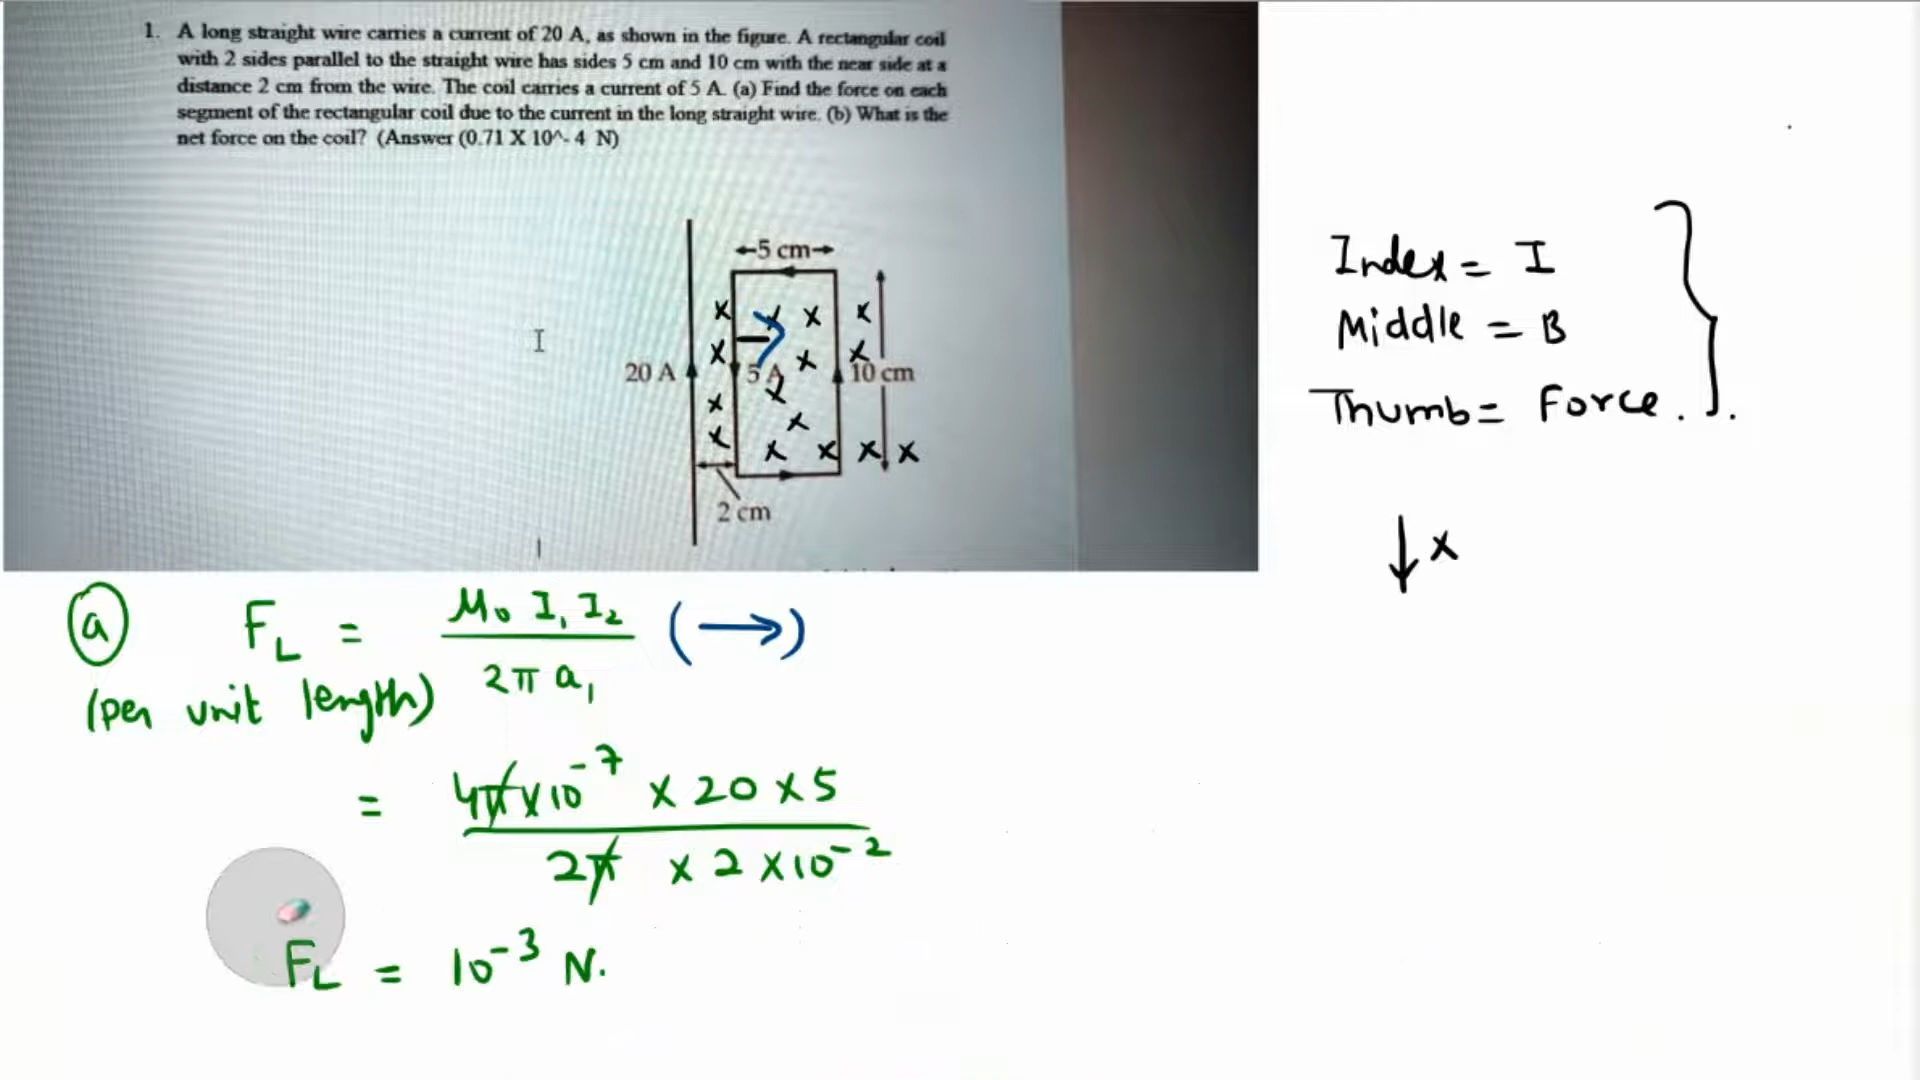 1. A long straight wire carries a current of 20 A, as shown in the figure. A rectangular coil
with 2 sides parallel to the straight wire has sides 5 cm and 10 cm with the near side at a
distance 2 cm from the wire. The coil carries a current of 5 A. (a) Find the force on each
segment of the rectangular coil due to the current in the long straight wire. (b) What is the
net force on the coil? (Answer (0.71 X 10^- 4 N)
5 cm
x x x x
x x x
20 A
5 A
10 cm
x x
x
x x x x x
2 cm
Index = I
Middle = B
Thumb = Force.
↓ x
(a) F_L = μ₀ I₁ I₂ / 2π a₁ (→)
(per unit length)
= 4π x 10⁻⁷ x 20 x 5 / 2π x 2 x 10⁻²
F_L = 10⁻³ N.